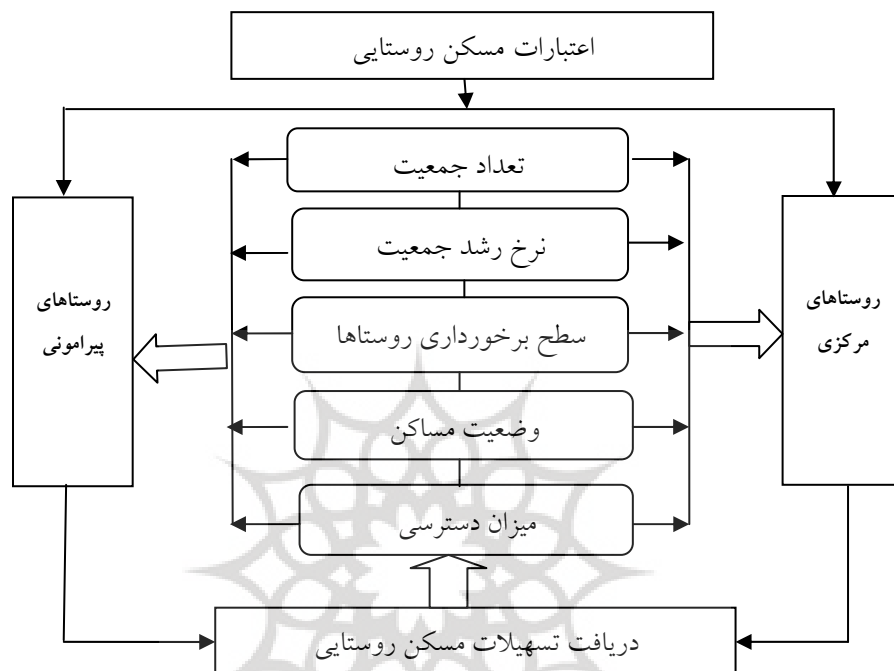 اعتبارات مسکن روستایی
تعداد جمعیت
نرخ رشد جمعیت
روستاهای
مرکزی
روستاهای
پیرامونی
سطح برخورداری روستاها
وضعیت مساکن
میزان دسترسی
دریافت تسهیلات مسکن روستایی